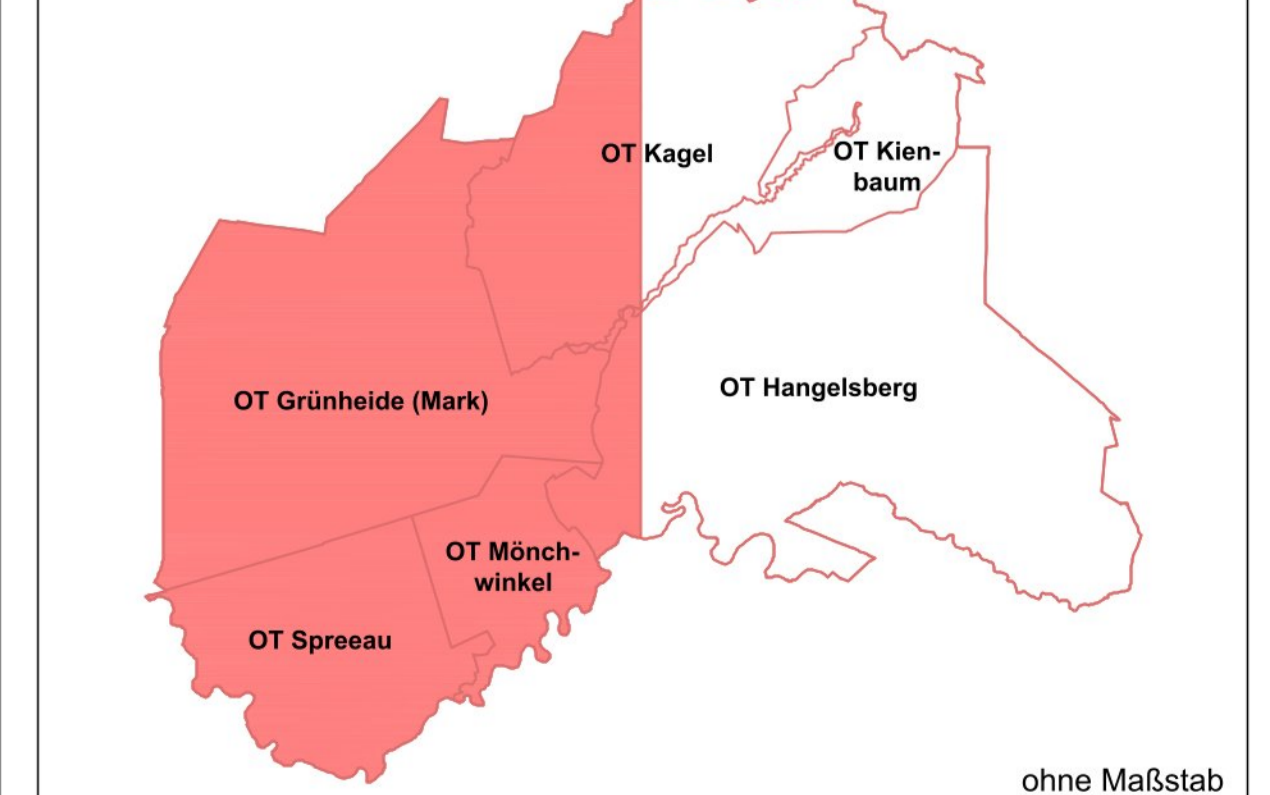 OT Kagel
OT Kien-
baum
OT Hangelsberg
OT Grünheide (Mark)
OT Mönch-
winkel
OT Spreeau
ohne Maßstab